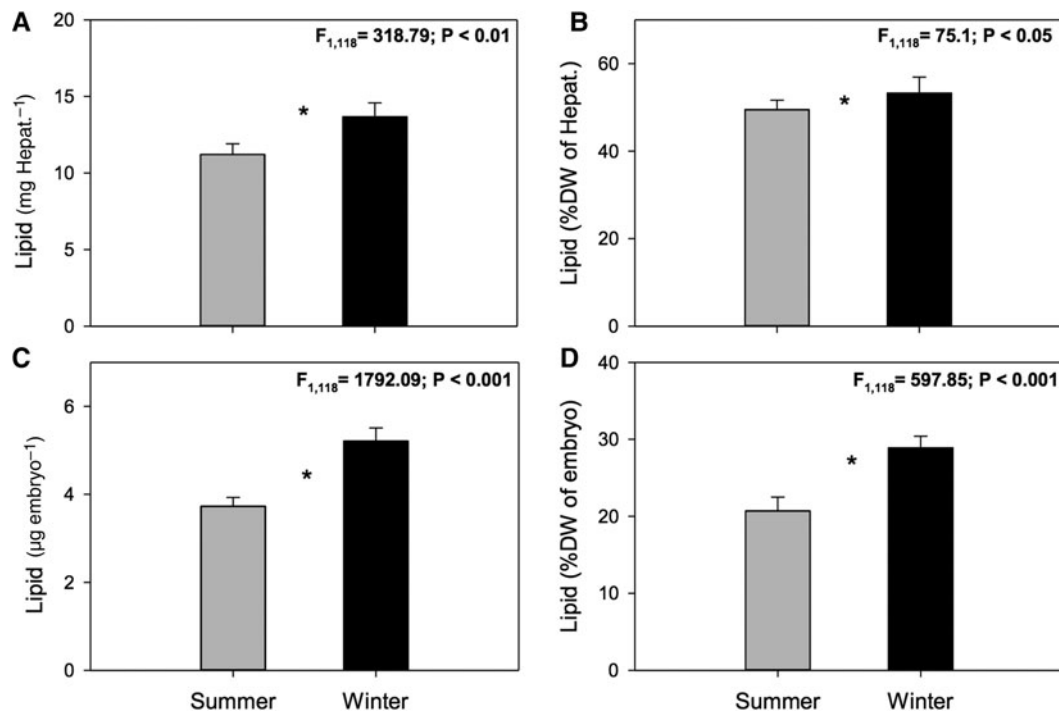 A
F1,118= 318.79; P < 0.01
Lipid (mg Hepat.⁻¹)
20
15
10
5
0
*
B
F1,118= 75.1; P < 0.05
Lipid (%DW of Hepat.)
60
40
20
0
*
C
F1,118= 1792.09; P < 0.001
Lipid (µg embryo⁻¹)
6
4
2
0
*
Summer Winter
D
F1,118= 597.85; P < 0.001
Lipid (%DW of embryo)
40
30
20
10
0
*
Summer Winter